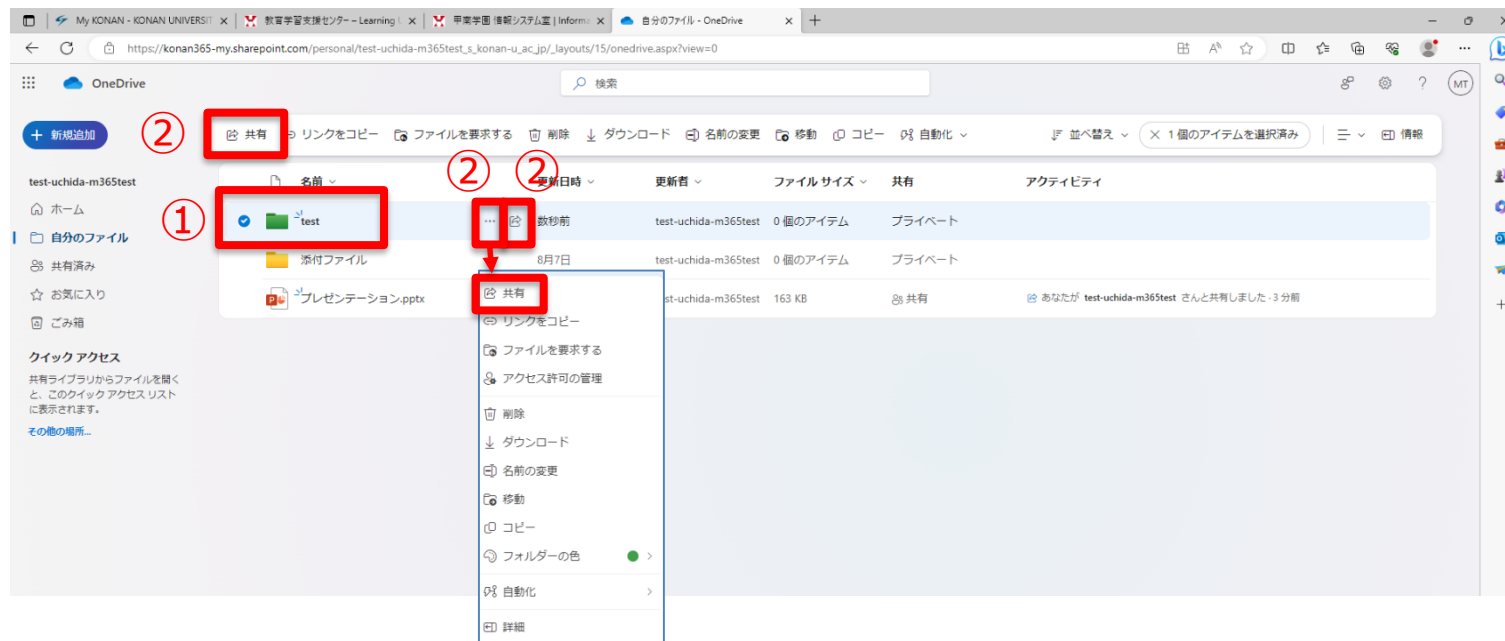 My KONAN - KONAN UNIVERSIT
教育学習支援センター – Learning
甲南学園 情報システム室 | Informa
自分のファイル - OneDrive
https://konan365-my.sharepoint.com/personal/test-uchida-m365test_s_konan-u_ac_jp/_layouts/15/onedrive.aspx?view=0
OneDrive
検索
MT
+ 新規追加
②
共有
リンクをコピー
ファイルを要求する
削除
ダウンロード
名前の変更
移動
コピー
自動化
並べ替え
1 個のアイテムを選択済み
情報
test-uchida-m365test
ホーム
自分のファイル
共有済み
お気に入り
ごみ箱
クイック アクセス
共有ライブラリからファイルを開く
と、このクイック アクセス リスト
に表示されます。
その他の場所...
② ②
名前 更新日時 更新者 ファイル サイズ 共有 アクティビティ
①
test ... 数秒前 test-uchida-m365test 0 個のアイテム プライベート
添付ファイル 8月7日 test-uchida-m365test 0 個のアイテム プライベート
プレゼンテーション.pptx st-uchida-m365test 163 KB 共有 あなたが test-uchida-m365test さんと共有しました · 3 分前
共有
リンクをコピー
ファイルを要求する
アクセス許可の管理
削除
ダウンロード
名前の変更
移動
コピー
フォルダーの色
自動化
詳細